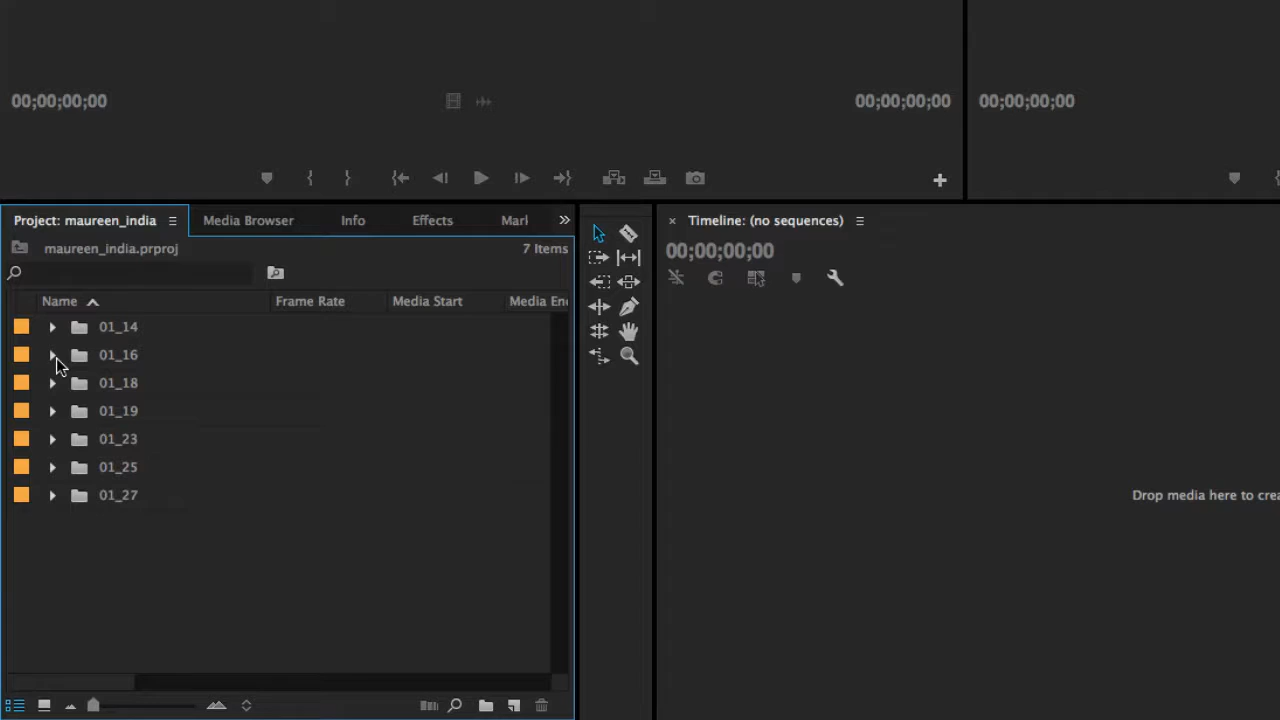 00;00;00;00 00;00;00;00 00;00;00;00
Project: maureen_india Media Browser Info Effects Marl Timeline: (no sequences)
maureen_india.prproj 7 Items 00;00;00;00
Name Frame Rate Media Start Media En
01_14
01_16
01_18
01_19
01_23
01_25
01_27
Drop media here to crea